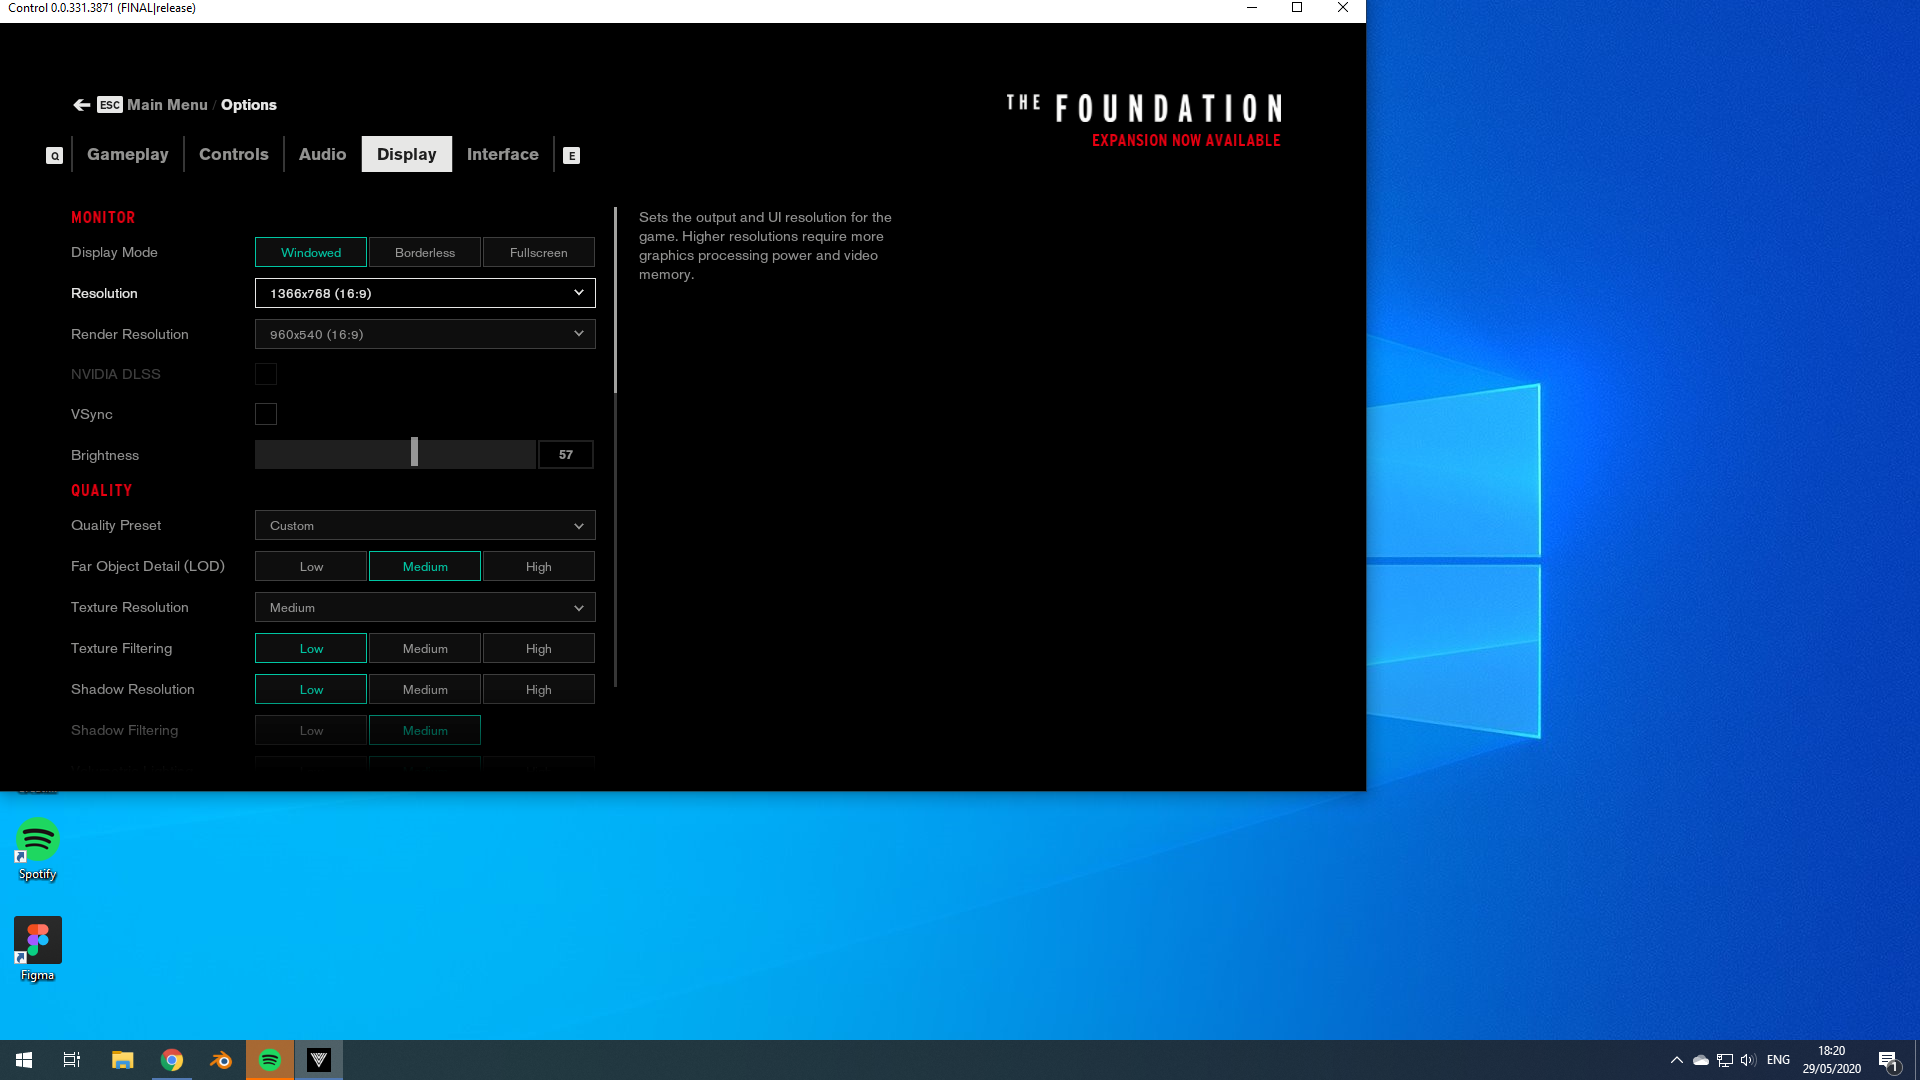 Control 0.0.331.3871 (FINAL|release)
ESC Main Menu / Options
THE FOUNDATION
EXPANSION NOW AVAILABLE
Q Gameplay Controls Audio Display Interface E
MONITOR
Sets the output and UI resolution for the
game. Higher resolutions require more
graphics processing power and video
memory.
Display Mode Windowed Borderless Fullscreen
Resolution 1366x768 (16:9)
Render Resolution 960x540 (16:9)
NVIDIA DLSS
VSync
Brightness 57
QUALITY
Quality Preset Custom
Far Object Detail (LOD) Low Medium High
Texture Resolution Medium
Texture Filtering Low Medium High
Shadow Resolution Low Medium High
Shadow Filtering Low Medium
Spotify
Figma
ENG
18:20
29/05/2020
1